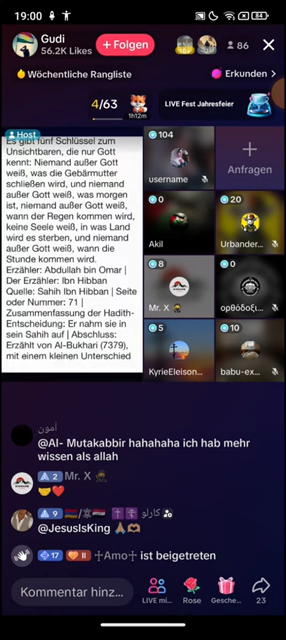 19:00
84
Gudi
56.2K Likes
+ Folgen
86
Wöchentliche Rangliste
Erkunden >
4/63
1h12m
LIVE Fest Jahresfeier
Host
Es gibt fünf Schlüssel zum
Unsichtbaren, die nur Gott
kennt: Niemand außer Gott
weiß, was die Gebärmutter
schließen wird, und niemand
außer Gott weiß, was morgen
ist, niemand außer Gott weiß,
wann der Regen kommen wird,
keine Seele weiß, in was Land
wird es sterben, und niemand
außer Gott weiß, wann die
Stunde kommen wird.
Erzähler: Abdullah bin Omar |
Der Erzähler: Ibn Hibban
Quelle: Sahih Ibn Hibban | Seite
oder Nummer: 71 |
Zusammenfassung der Hadith-
Entscheidung: Er nahm sie in
sein Sahih auf | Abschluss:
Erzählt von Al-Bukhari (7379),
mit einem kleinen Unterschied
104
username
+
Anfragen
0
Akil
20
Urbander...
8
Mr. X
0
ορθόδοξι...
5
KyrieEleison...
10
babu-ex...
آمون
@Al- Mutakabbir hahahaha ich hab mehr
wissen als allah
2 Mr. X 🥷
🤝❤️
9 كارلو
@JesusIsKing 🙏🫶
17 II ☩Amo☩ ist beigetreten
Kommentar hinz...
LIVE mi...
Rose
Gesche...
23